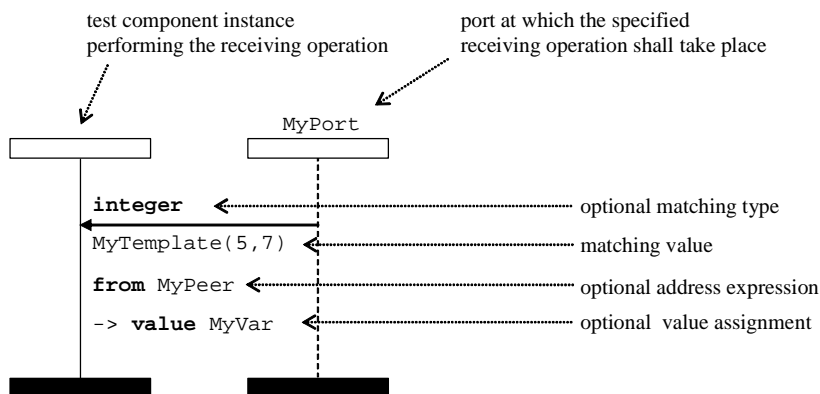 test component instance
performing the receiving operation
port at which the specified
receiving operation shall take place
MyPort
integer
optional matching type
MyTemplate(5,7)
matching value
from MyPeer
optional address expression
-> value MyVar
optional value assignment